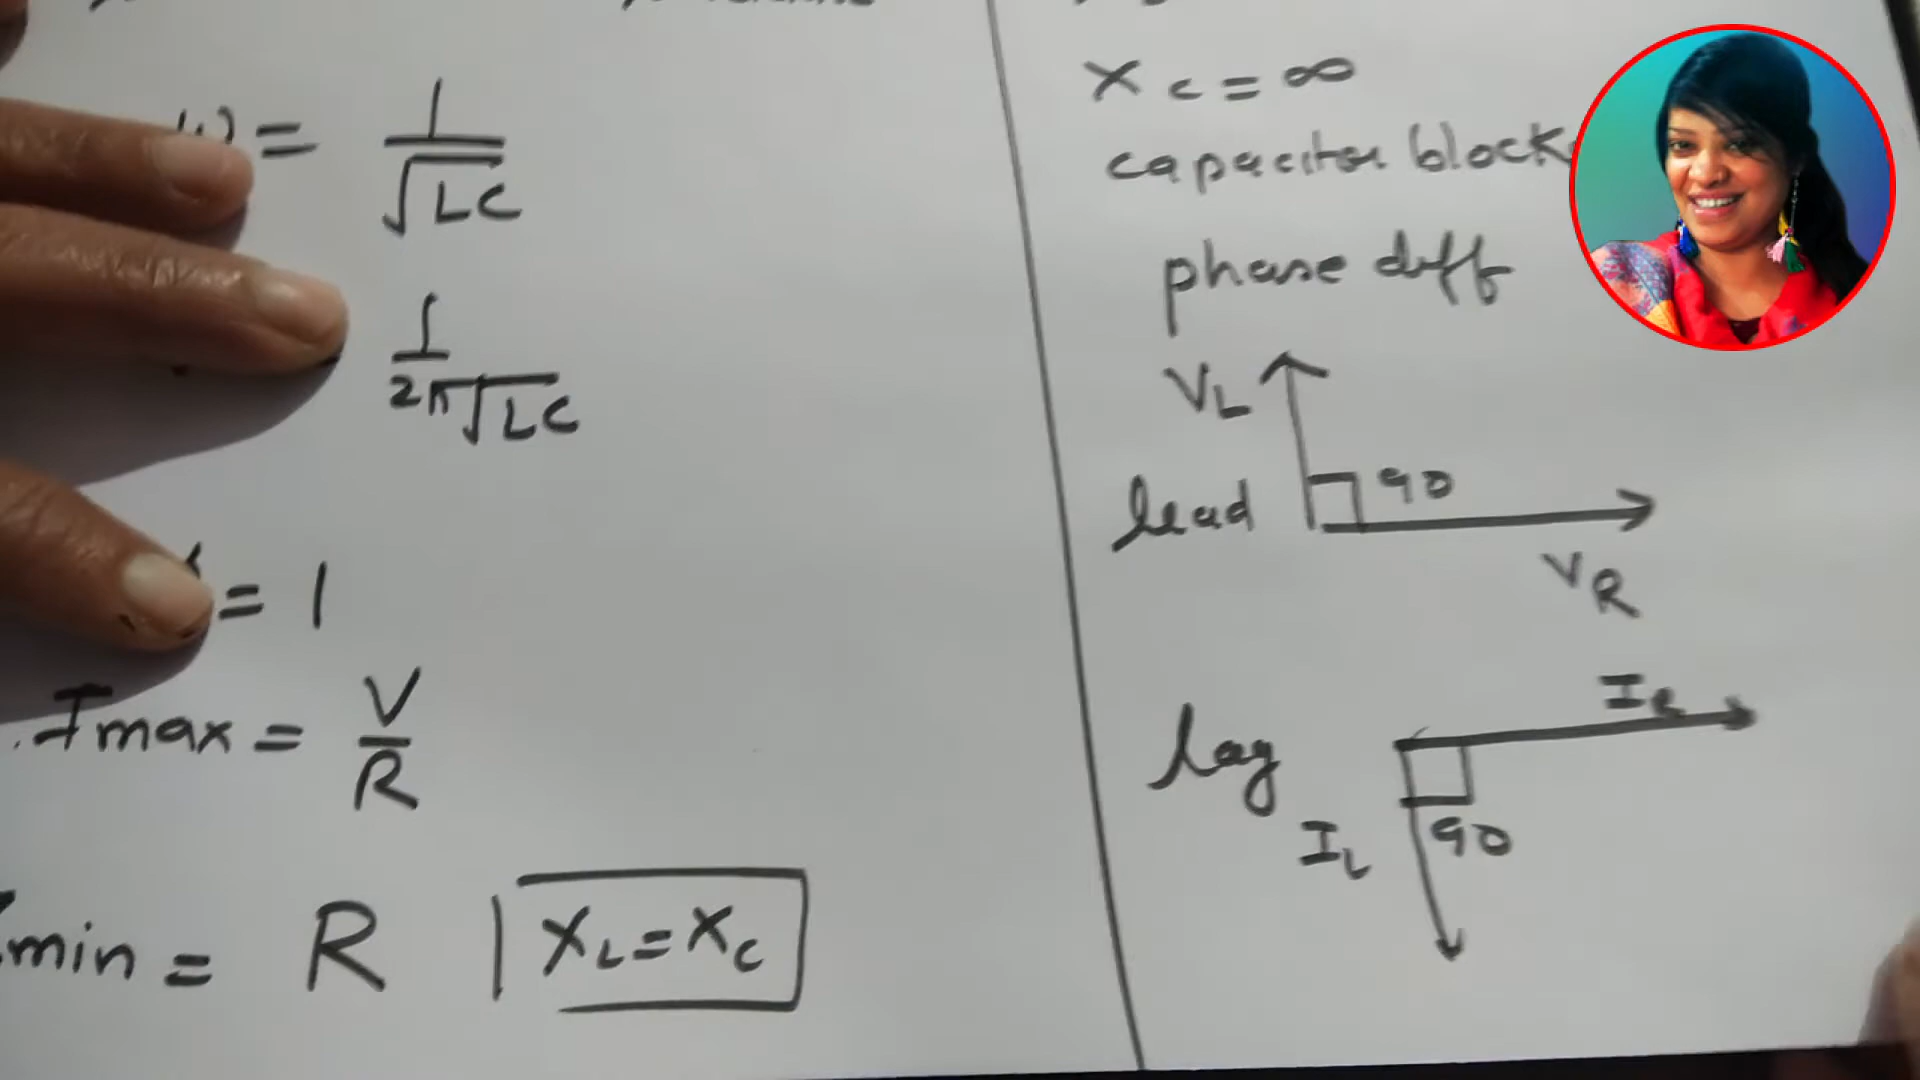 ω = 1/√LC
1/2π√LC
= 1
Imax = V/R
min = R | XL = XC
XC = ∞
capacitor block
phase diff
VL
lead 90
VR
IR
lag
IL 90